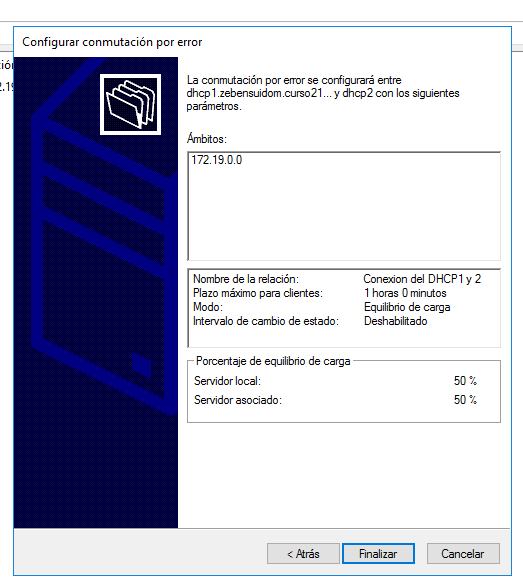 Configurar conmutación por error
La conmutación por error se configurará entre
dhcp1.zebensuidom.curso21... y dhcp2 con los siguientes
parámetros.
Ámbitos:
172.19.0.0
Nombre de la relación: Conexion del DHCP1 y 2
Plazo máximo para clientes: 1 horas 0 minutos
Modo: Equilibrio de carga
Intervalo de cambio de estado: Deshabilitado
Porcentaje de equilibrio de carga
Servidor local: 50 %
Servidor asociado: 50 %
< Atrás Finalizar Cancelar